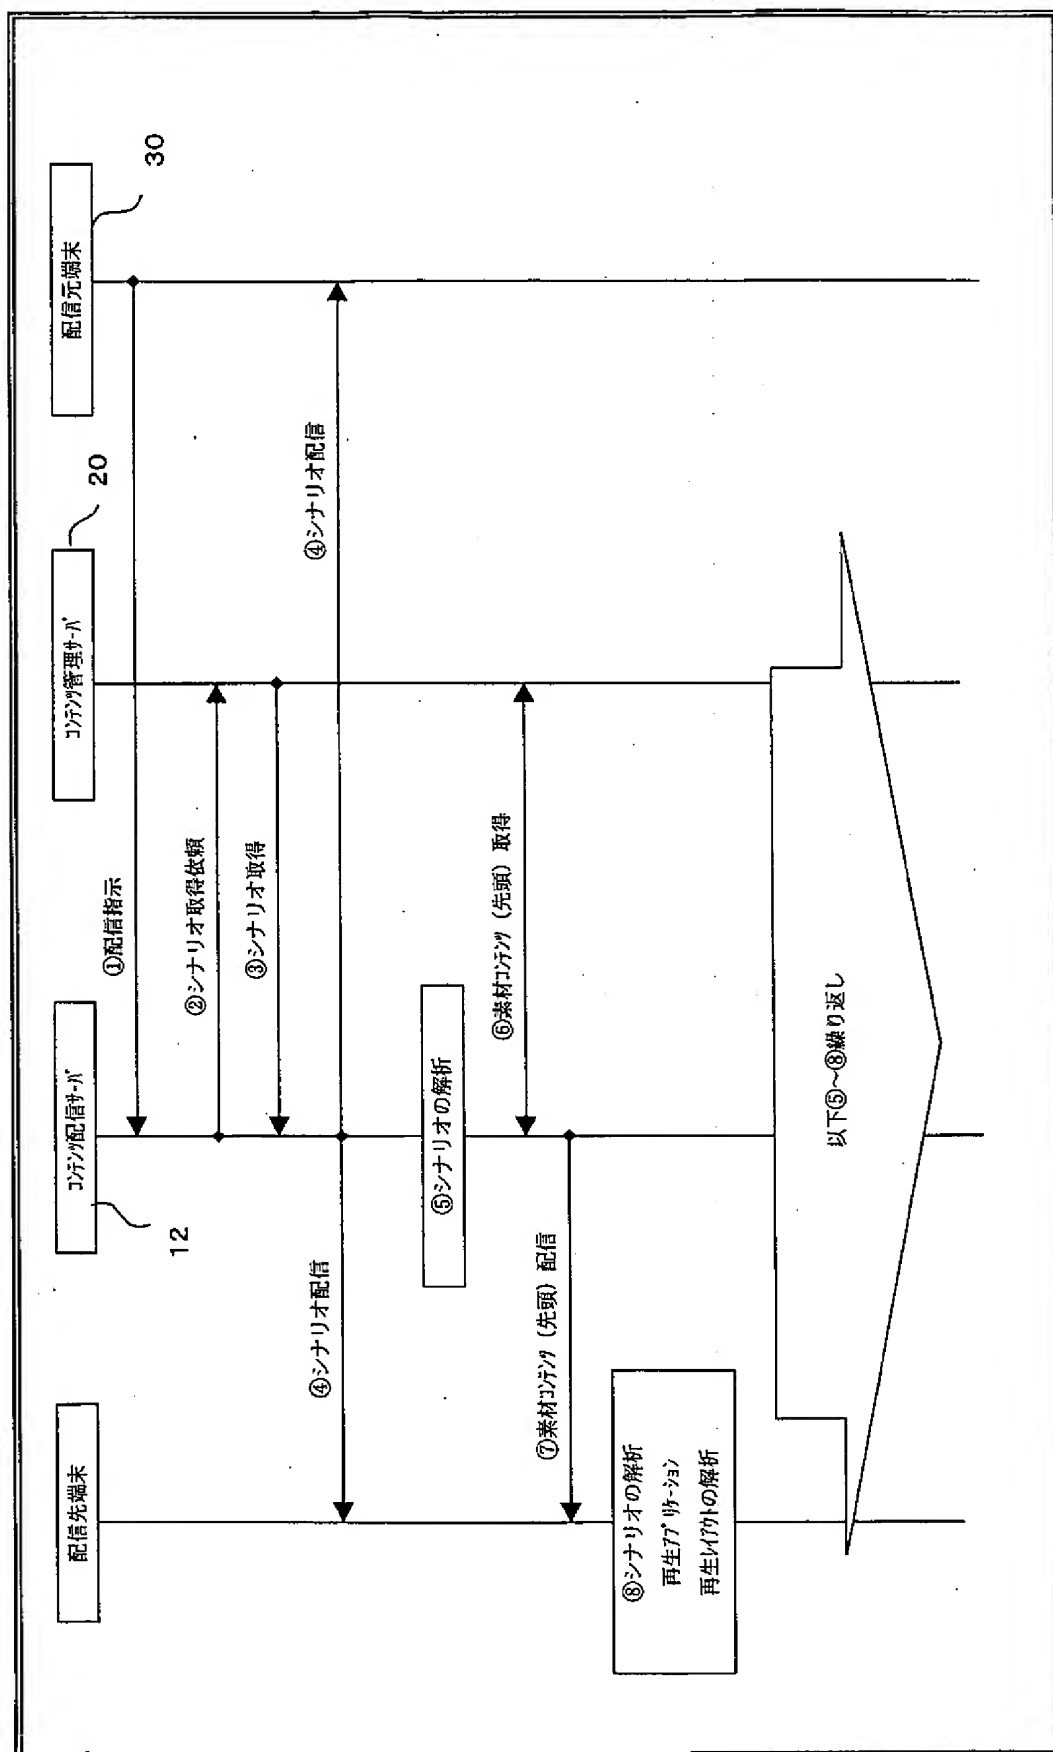 配信先端末
コンテンツ配信サーバ
12
コンテンツ管理サーバ
20
配信元端末
30
①配信指示
②シナリオ取得依頼
③シナリオ取得
④シナリオ配信
④シナリオ配信
⑤シナリオの解析
⑥素材コンテンツ（先頭）取得
⑦素材コンテンツ（先頭）配信
⑧シナリオの解析
再生アプリケーション
再生レイアウトの解析
以下⑤～⑧繰り返し